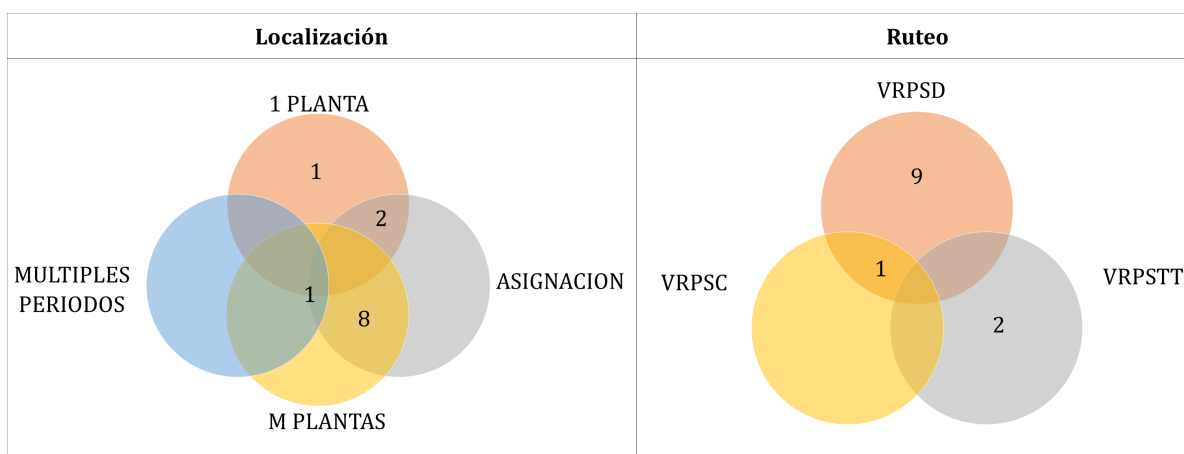 Localización
Ruteo
1 PLANTA
1
2
MULTIPLES
PERIODOS
ASIGNACION
1
8
M PLANTAS
VRPSD
9
VRPSC
1
VRPSTT
2